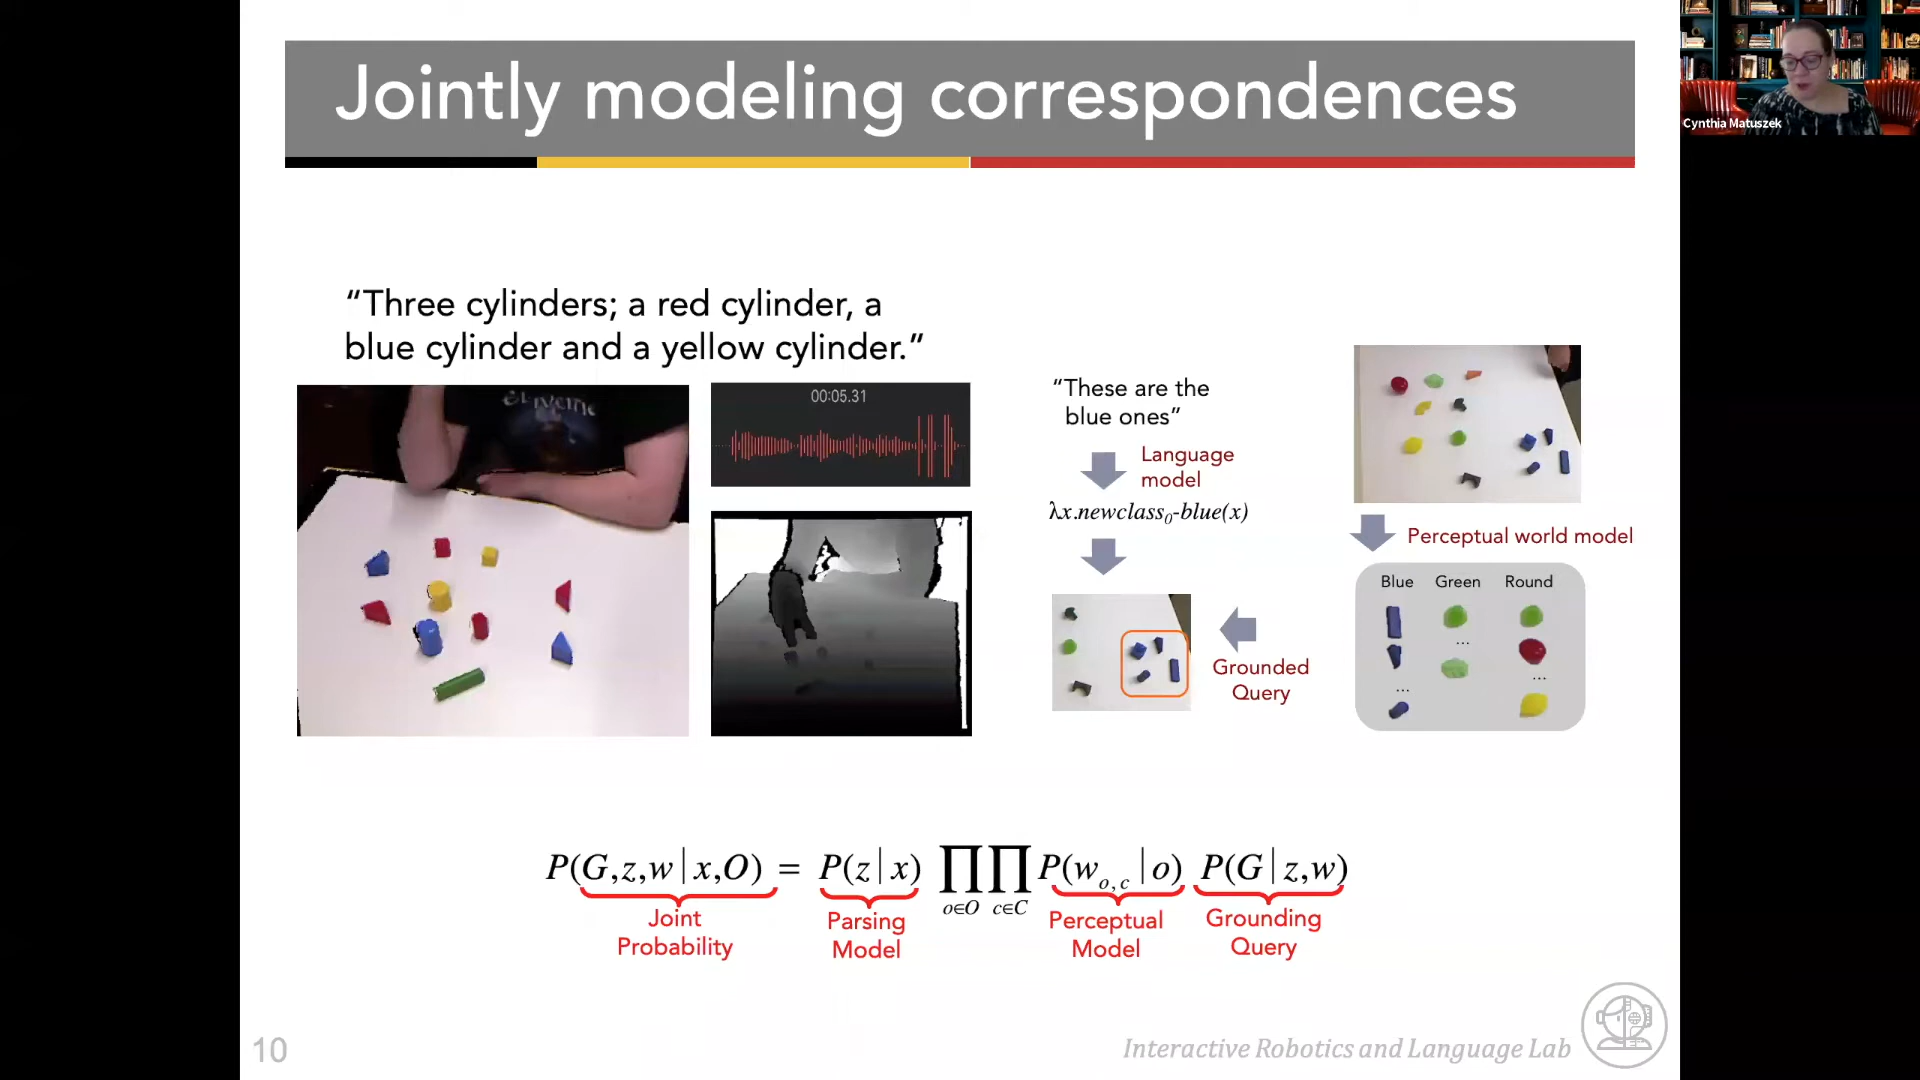 Jointly modeling correspondences
Cynthia Matuszek
“Three cylinders; a red cylinder, a
blue cylinder and a yellow cylinder.”
00:05.31
“These are the
blue ones”
Language
model
λx.newclass₀-blue(x)
Grounded
Query
Perceptual world model
Blue Green Round
...
...
...
P(G,z,w|x,O) = P(z|x) ∏ ∏ P(w_{o,c}|o) P(G|z,w)
o∈O c∈C
Joint
Probability
Parsing
Model
Perceptual
Model
Grounding
Query
10
Interactive Robotics and Language Lab